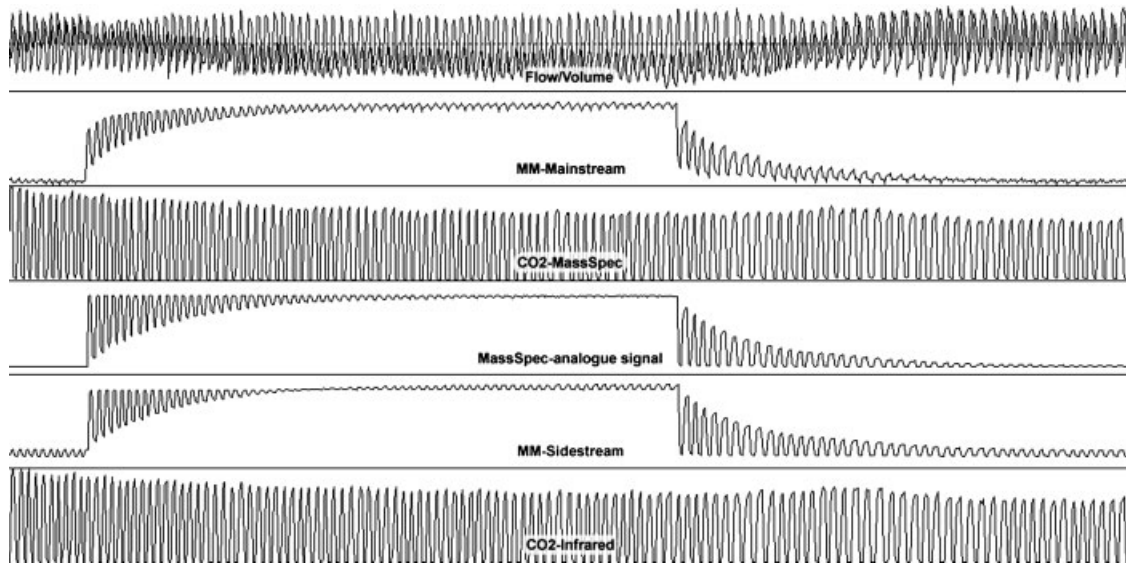 Flow/Volume
MM-Mainstream
CO2-MassSpec
MassSpec-analogue signal
MM-Sidestream
CO2-Infrared